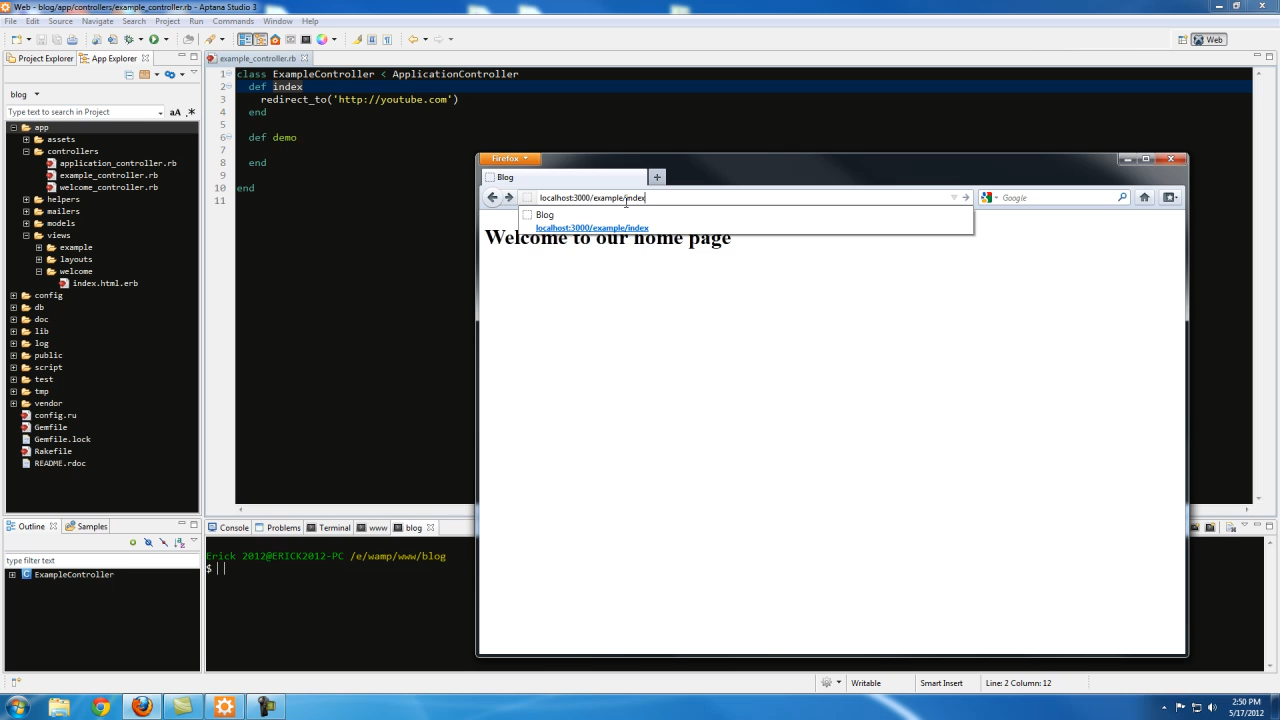 Web - blog/app/controllers/example_controller.rb - Aptana Studio 3
File Edit Source Navigate Search Project Run Commands Window Help
Web
Project Explorer App Explorer
example_controller.rb
blog
Type text to search in Project
aA .*
app
assets
controllers
application_controller.rb
example_controller.rb
welcome_controller.rb
helpers
mailers
models
views
example
layouts
welcome
index.html.erb
config
db
doc
lib
log
public
script
test
tmp
vendor
config.ru
Gemfile
Gemfile.lock
Rakefile
README.rdoc
1 class ExampleController < ApplicationController
2 def index
3 redirect_to('http://youtube.com')
4 end
5
6 def demo
7
8 end
9
10 end
11
Firefox
Blog
localhost:3000/example/index
Google
Blog
localhost:3000/example/index
Welcome to our home page
Outline Samples
type filter text
ExampleController
Console Problems Terminal www blog
Erick 2012@ERICK2012-PC /e/wamp/www/blog
$
Writable Smart Insert Line: 2 Column: 12
2:50 PM
5/17/2012